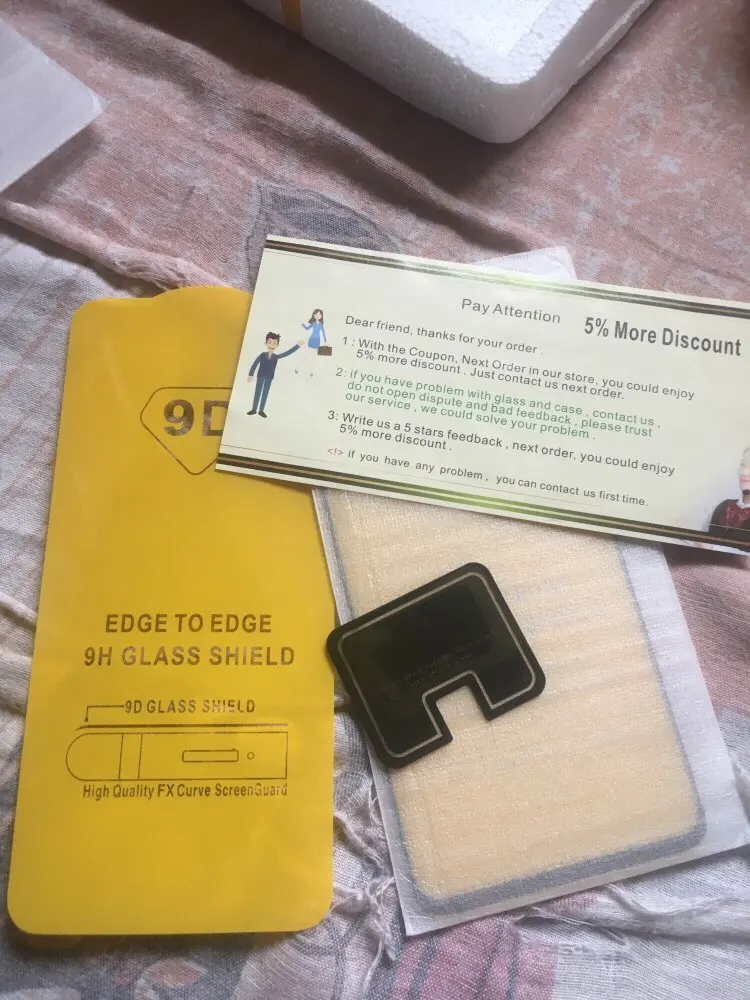 Pay Attention
5% More Discount
Dear friend, thanks for your order .
1 : With the Coupon, Next Order in our store, you could enjoy
5% more discount . Just contact us next order.
2: if you have problem with glass and case , contact us ,
do not open dispute and bad feedback , please trust
our service , we could solve your problem .
3: Write us a 5 stars feedback , next order, you could enjoy
5% more discount .
<!> if you have any problem , you can contact us first time.
9D
EDGE TO EDGE
9H GLASS SHIELD
9D GLASS SHIELD
High Quality FX Curve ScreenGuard